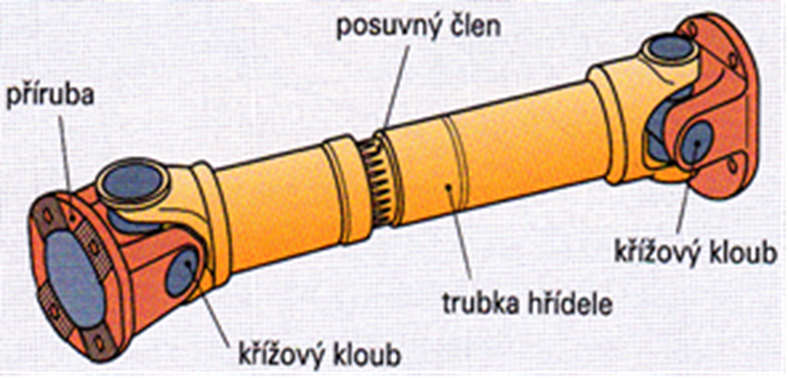 posuvný člen
příruba
křížový kloub
trubka hřídele
křížový kloub